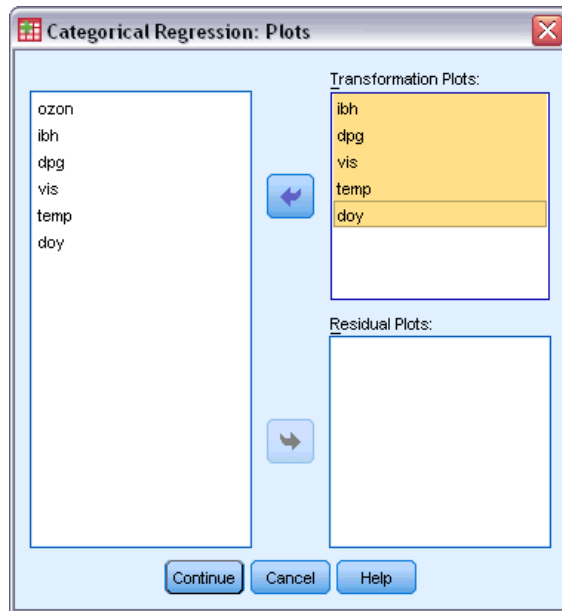 Categorical Regression: Plots
ozon
ibh
dpg
vis
temp
doy
Transformation Plots:
ibh
dpg
vis
temp
doy
Residual Plots:
Continue
Cancel
Help